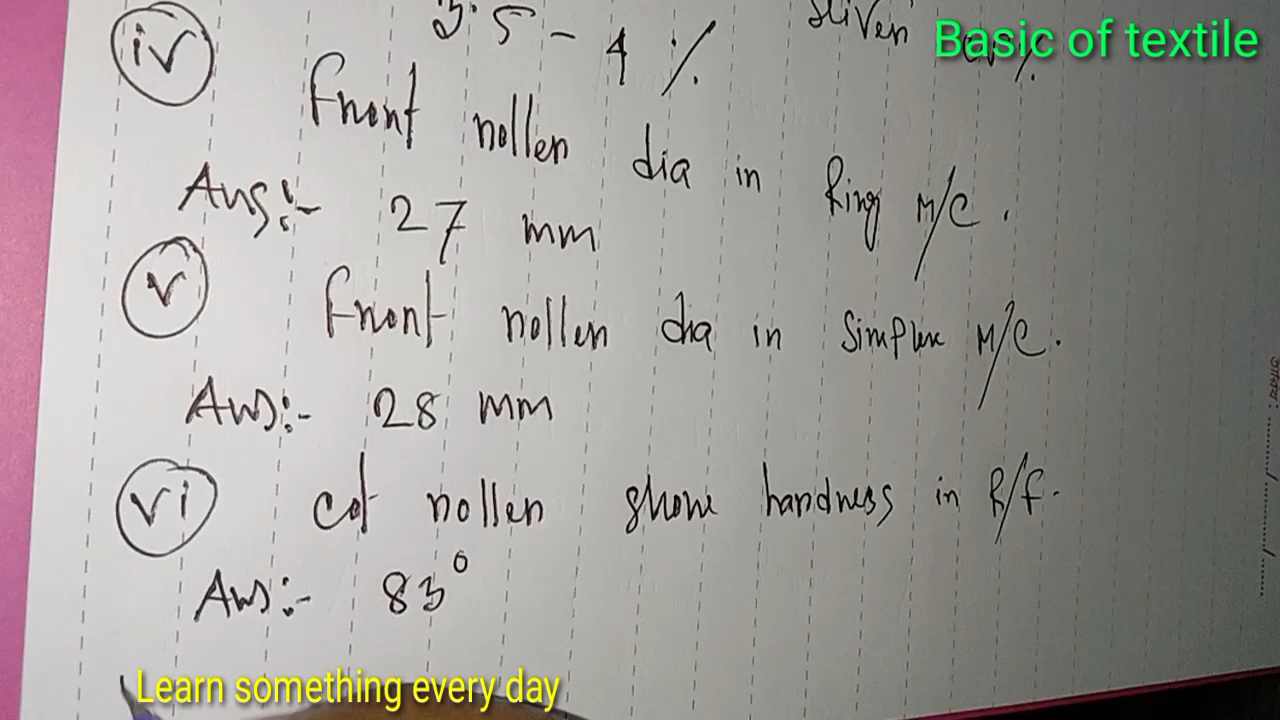 3.5 - 4 %
Sliver
Basic of textile
iv Front roller dia in Ring M/C.
Ans:- 27 mm
v Front roller dia in Simplex M/C.
Ans:- 28 mm
vi cot roller shore hardness in R/f.
Ans:- 83°
Learn something every day